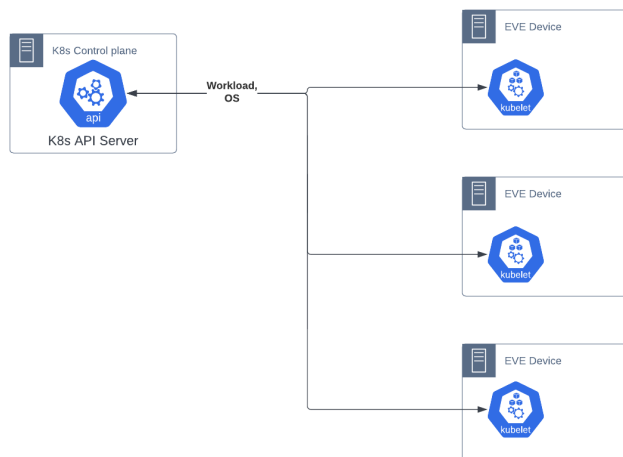 K8s Control plane
api
K8s API Server
Workload,
OS
EVE Device
kubelet
EVE Device
kubelet
EVE Device
kubelet